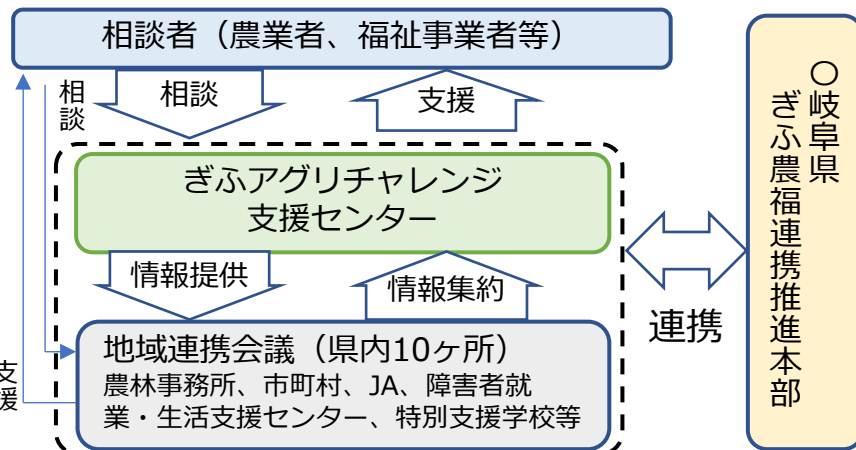 相談者（農業者、福祉事業者等）
相談
相談
支援
ぎふアグリチャレンジ
支援センター
情報提供
情報集約
地域連携会議（県内10ヶ所）
農林事務所、市町村、JA、障害者就
業・生活支援センター、特別支援学校等
支援
連携
〇岐阜県
ぎふ農福連携推進本部